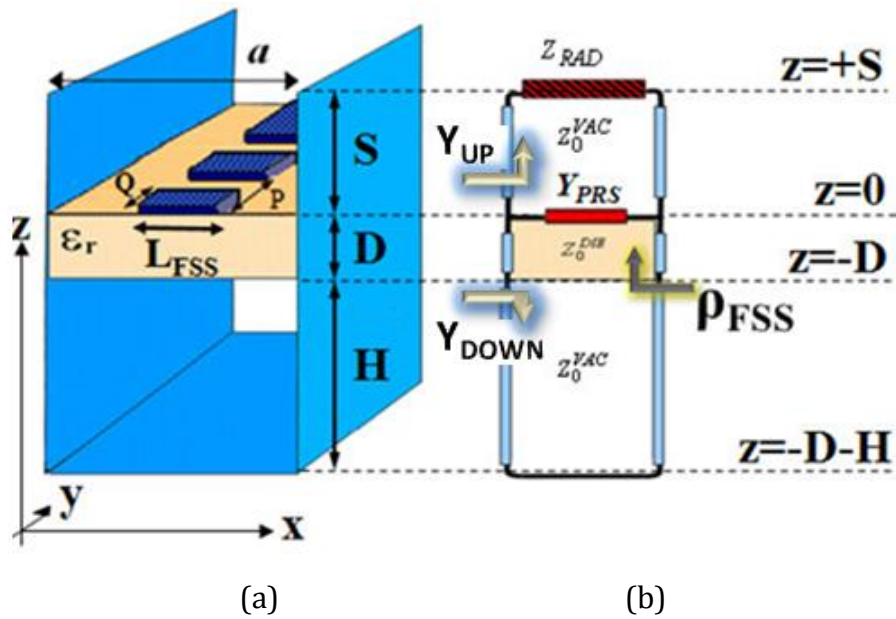 a
Q
P
z
εr
LFSS
S
D
H
y
x
ZRAD
Z0VAC
YUP
YPRS
Z0DIE
ρFSS
YDOWN
Z0VAC
z=+S
z=0
z=-D
z=-D-H
(a)
(b)